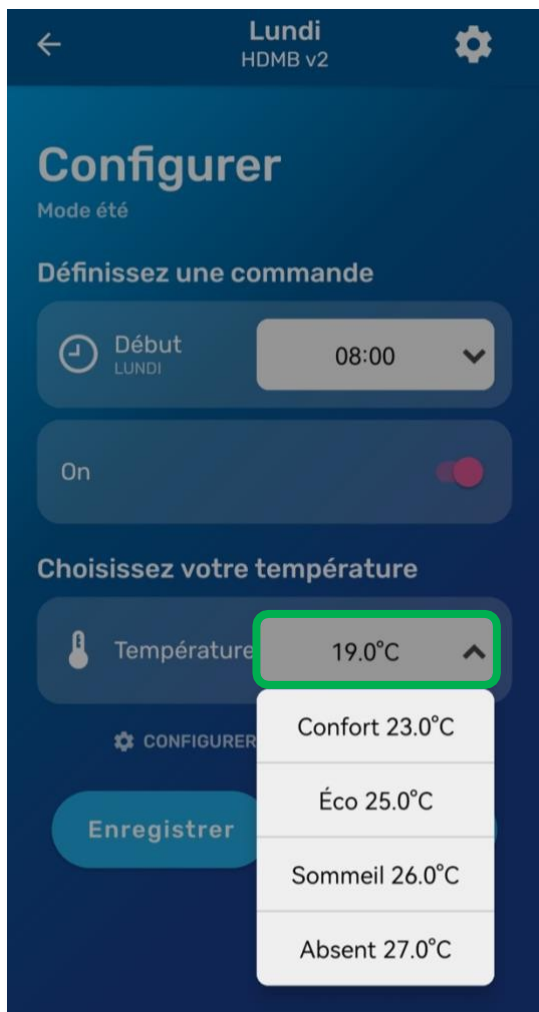 Lundi
HDMB v2
Configurer
Mode été
Définissez une commande
Début
LUNDI
08:00
On
Choisissez votre température
Température
19.0°C
Confort 23.0°C
CONFIGURER
Éco 25.0°C
Enregistrer
Sommeil 26.0°C
Absent 27.0°C